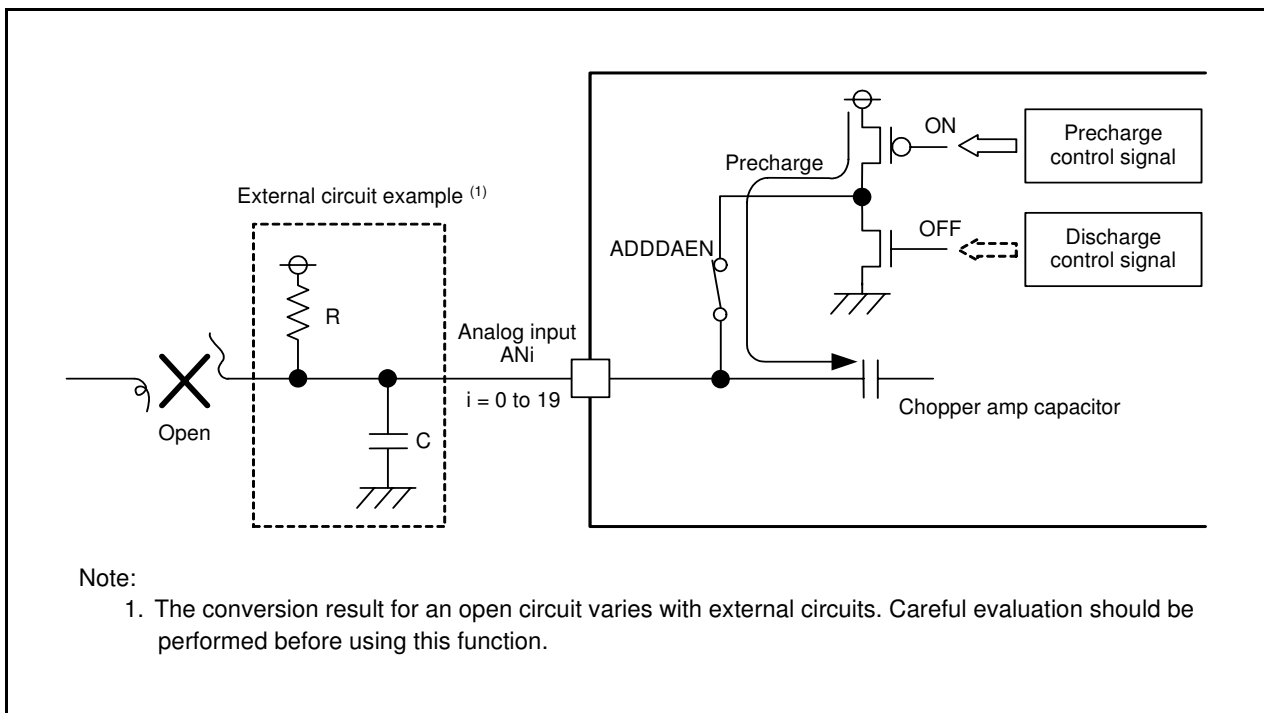 ON
Precharge
control signal
Precharge
External circuit example (1)
OFF
Discharge
control signal
ADDDAEN
R
Analog input
ANi
i = 0 to 19
Chopper amp capacitor
Open
C
Note:
1. The conversion result for an open circuit varies with external circuits. Careful evaluation should be
performed before using this function.